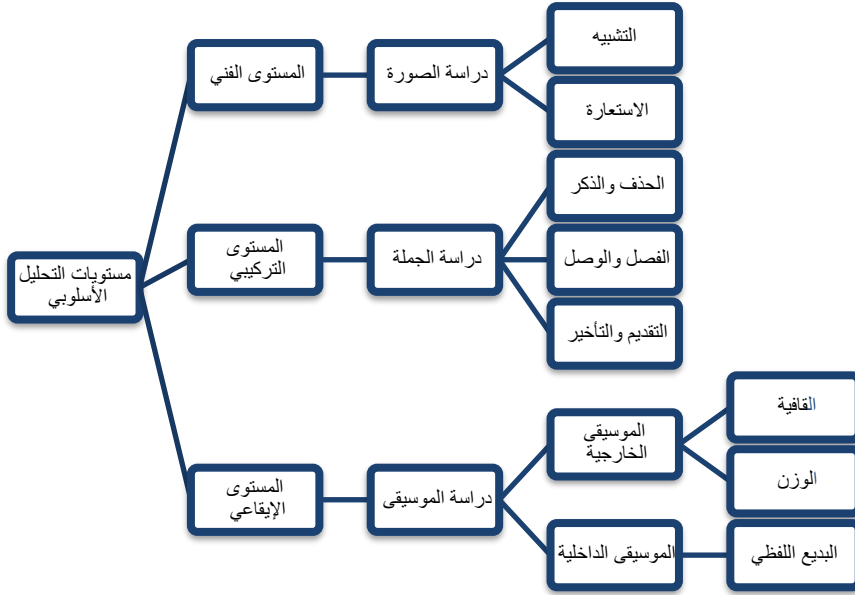 مستويات التحليل
الأسلوبي
المستوى الفني
دراسة الصورة
التشبيه
الاستعارة
المستوى
التركيبي
دراسة الجملة
الحذف والذكر
الفصل والوصل
التقديم والتأخير
المستوى
الإيقاعي
دراسة الموسيقى
الموسيقى
الخارجية
القافية
الوزن
الموسيقى الداخلية
البديع اللفظي